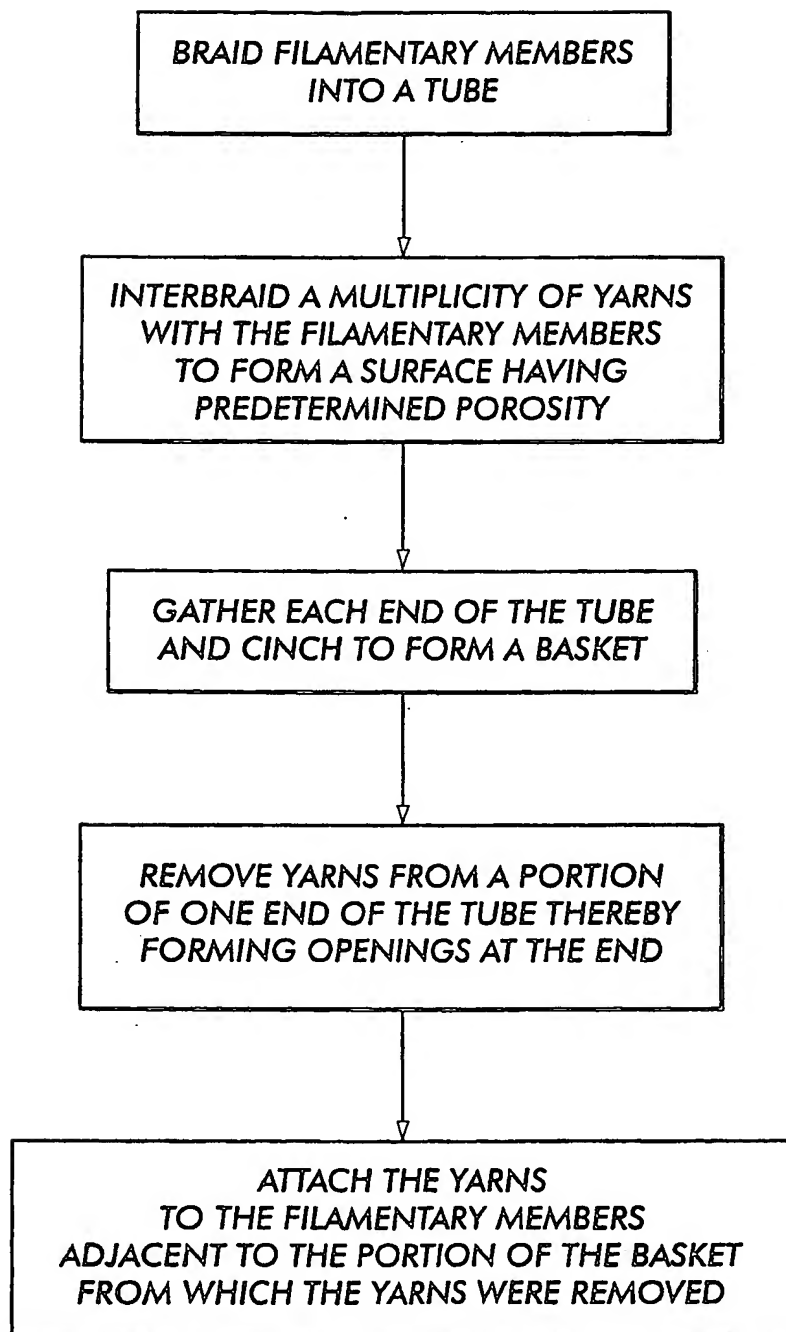 BRAID FILAMENTARY MEMBERS
INTO A TUBE
INTERBRAID A MULTIPLICITY OF YARNS
WITH THE FILAMENTARY MEMBERS
TO FORM A SURFACE HAVING
PREDETERMINED POROSITY
GATHER EACH END OF THE TUBE
AND CINCH TO FORM A BASKET
REMOVE YARNS FROM A PORTION
OF ONE END OF THE TUBE THEREBY
FORMING OPENINGS AT THE END
ATTACH THE YARNS
TO THE FILAMENTARY MEMBERS
ADJACENT TO THE PORTION OF THE BASKET
FROM WHICH THE YARNS WERE REMOVED